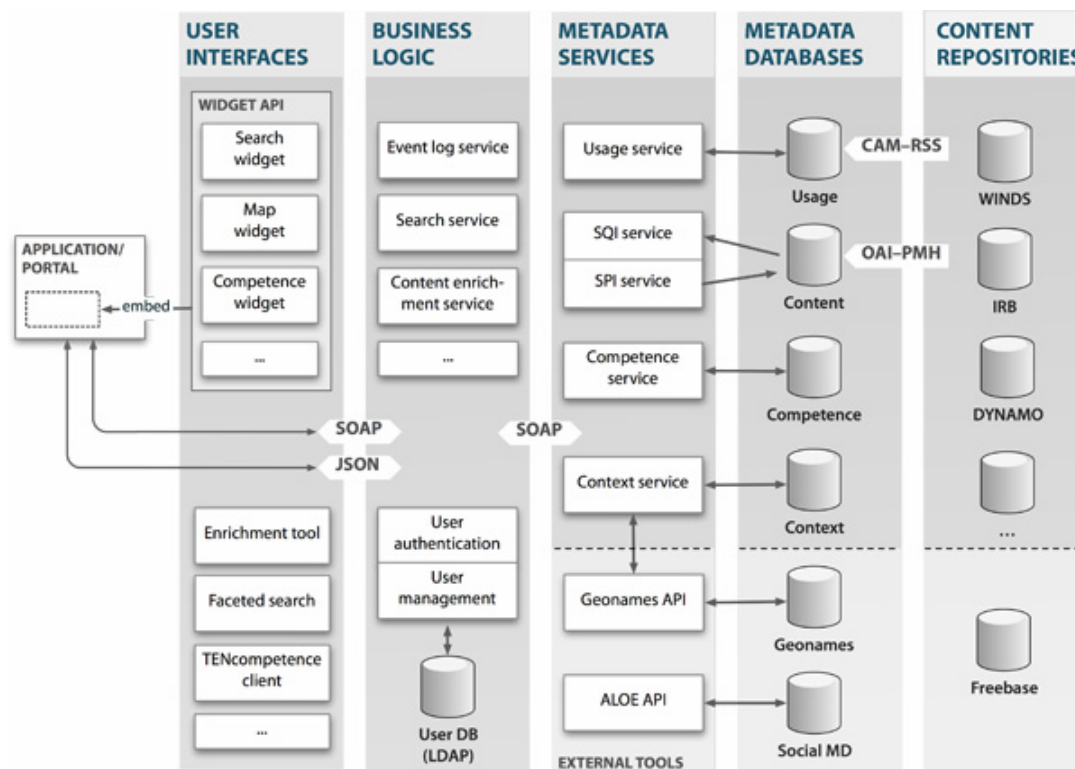 USER
INTERFACES
BUSINESS
LOGIC
METADATA
SERVICES
METADATA
DATABASES
CONTENT
REPOSITORIES
WIDGET API
Search
widget
Map
widget
Competence
widget
...
APPLICATION/
PORTAL
embed
Event log service
Search service
Content enrich-
ment service
...
Usage service
SQI service
SPI service
Competence
service
Context service
Usage
Content
Competence
Context
CAM–RSS
OAI–PMH
WINDS
IRB
DYNAMO
...
SOAP
JSON
SOAP
Enrichment tool
Faceted search
TENcompetence
client
...
User
authentication
User
management
User DB
(LDAP)
Geonames API
ALOE API
EXTERNAL TOOLS
Geonames
Social MD
Freebase